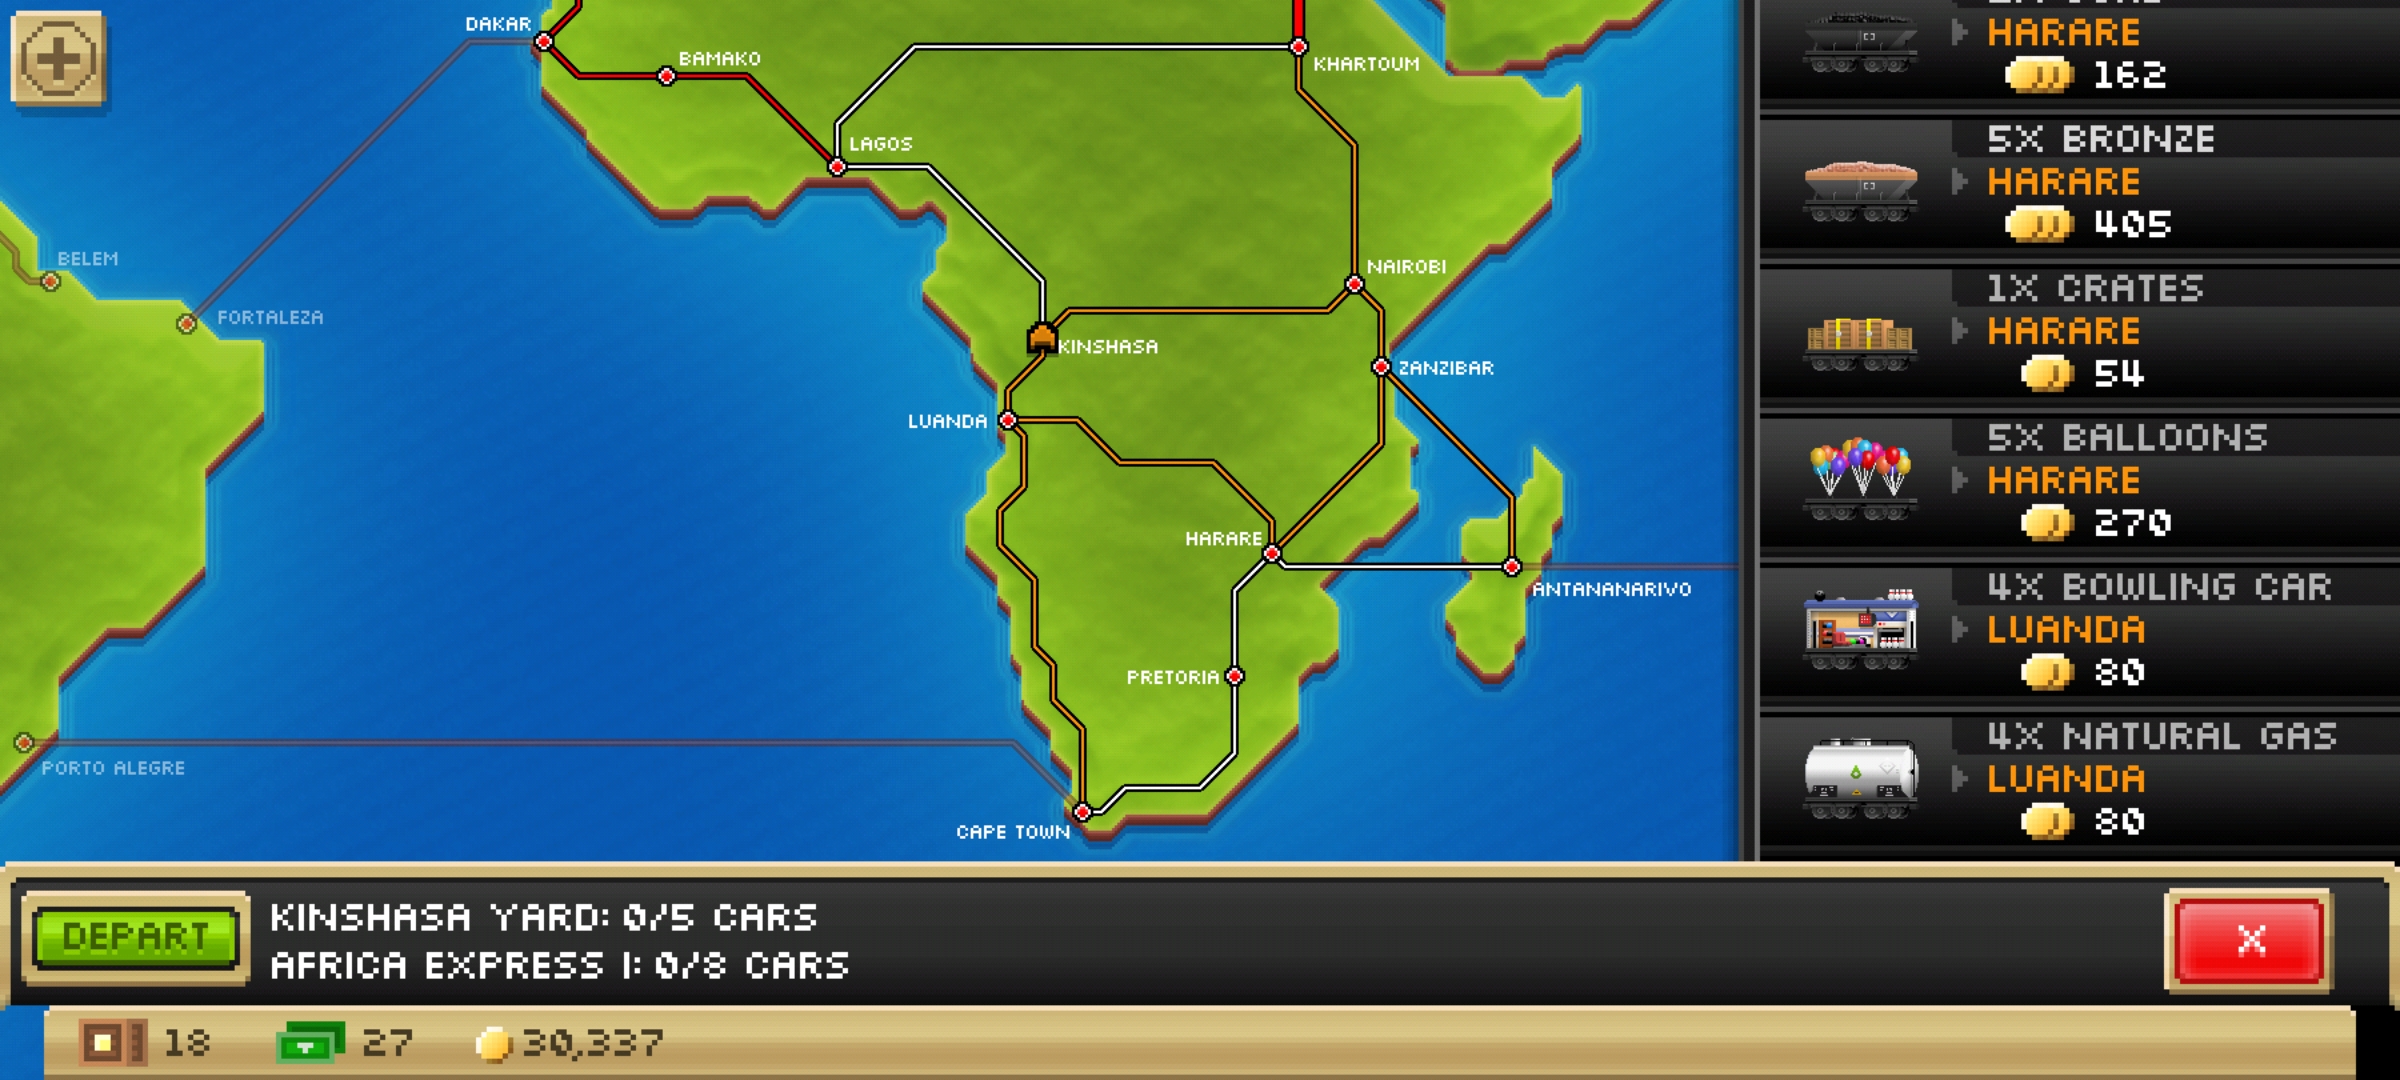 DAKAR
BAMAKO
KHARTOUM
LAGOS
BELEM
FORTALEZA
NAIROBI
KINSHASA
ZANZIBAR
LUANDA
HARARE
ANTANANARIVO
PRETORIA
PORTO ALEGRE
CAPE TOWN
HARARE
162
5X BRONZE
HARARE
405
1X CRATES
HARARE
54
5X BALLOONS
HARARE
270
4X BOWLING CAR
LUANDA
80
4X NATURAL GAS
LUANDA
80
DEPART
KINSHASA YARD: 0/5 CARS
AFRICA EXPRESS I: 0/8 CARS
X
18
27
30,337